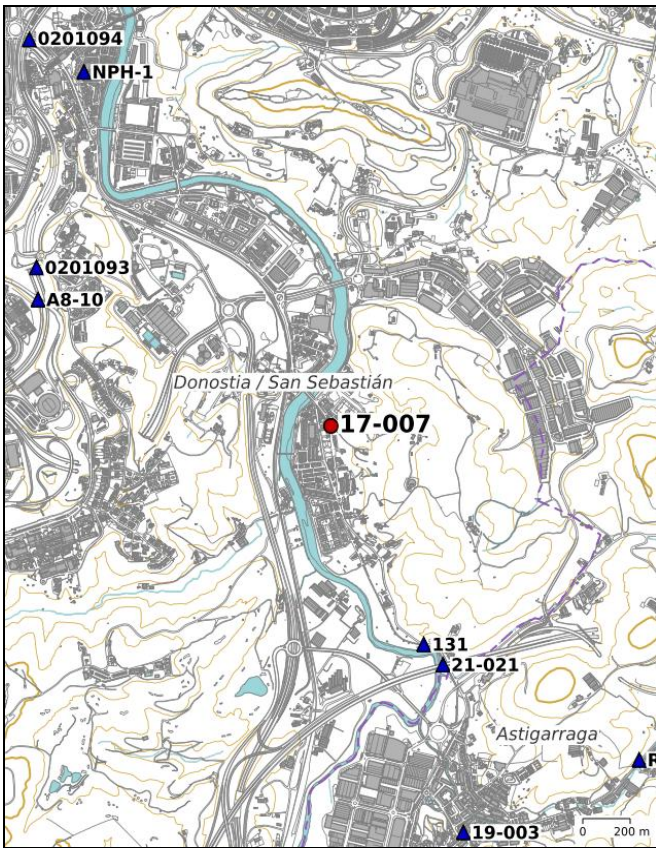 0201094
NPH-1
0201093
A8-10
Donostia / San Sebastián
17-007
131
21-021
Astigarraga
R
19-003
0 200 m